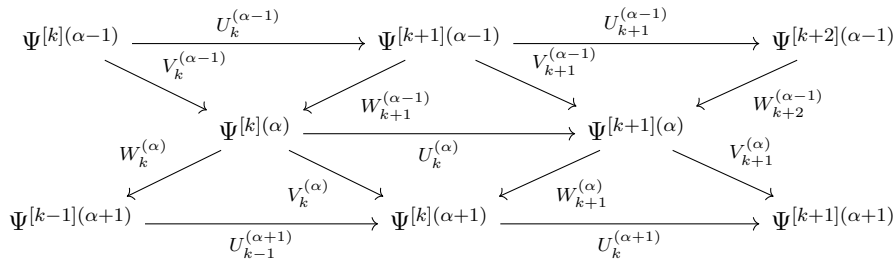 U_k^{(α−1)} U_{k+1}^{(α−1)}
Ψ^{[k](α−1)} Ψ^{[k+1](α−1)} Ψ^{[k+2](α−1)}
V_k^{(α−1)} V_{k+1}^{(α−1)}
W_{k+1}^{(α−1)} W_{k+2}^{(α−1)}
Ψ^{[k](α)} Ψ^{[k+1](α)}
W_k^{(α)} U_k^{(α)} V_{k+1}^{(α)}
V_k^{(α)} W_{k+1}^{(α)}
Ψ^{[k−1](α+1)} Ψ^{[k](α+1)} Ψ^{[k+1](α+1)}
U_{k−1}^{(α+1)} U_k^{(α+1)}